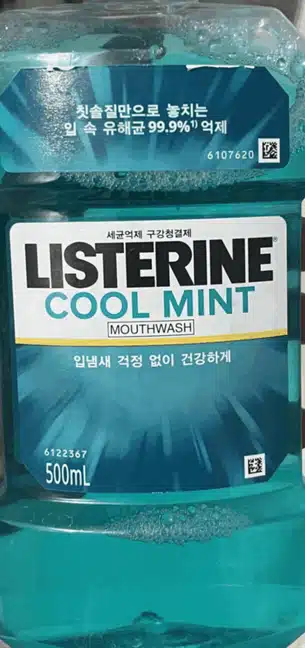 칫솔질만으로 놓치는
입 속 유해균 99.9%¹⁾ 억제
6107620
세균억제 구강청결제
LISTERINE®
COOL MINT
MOUTHWASH
입냄새 걱정 없이 건강하게
6122367
500mL